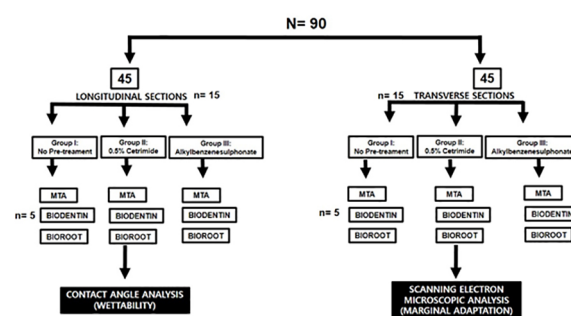 N= 90
45
45
LONGITUDINAL SECTIONS n= 15
n= 15 TRANSVERSE SECTIONS
Group I:
No Pre-treament
Group II:
0.5% Cetrimide
Group III:
Alkylbenzenesulphonate
Group I:
No Pre-treament
Group II:
0.5% Cetrimide
Group III:
Alkylbenzenesulphonate
MTA MTA MTA
n= 5 BIODENTIN BIODENTIN BIODENTIN
BIOROOT BIOROOT BIOROOT
MTA MTA MTA
n= 5 BIODENTIN BIODENTIN BIODENTIN
BIOROOT BIOROOT BIOROOT
CONTACT ANGLE ANALYSIS
(WETTABILITY)
SCANNING ELECTRON
MICROSCOPIC ANALYSIS
(MARGINAL ADAPTATION)